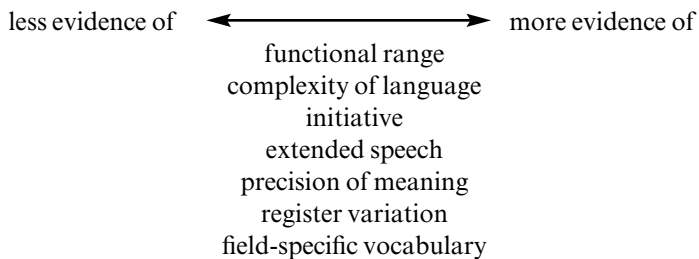 less evidence of more evidence of
functional range
complexity of language
initiative
extended speech
precision of meaning
register variation
field-specific vocabulary